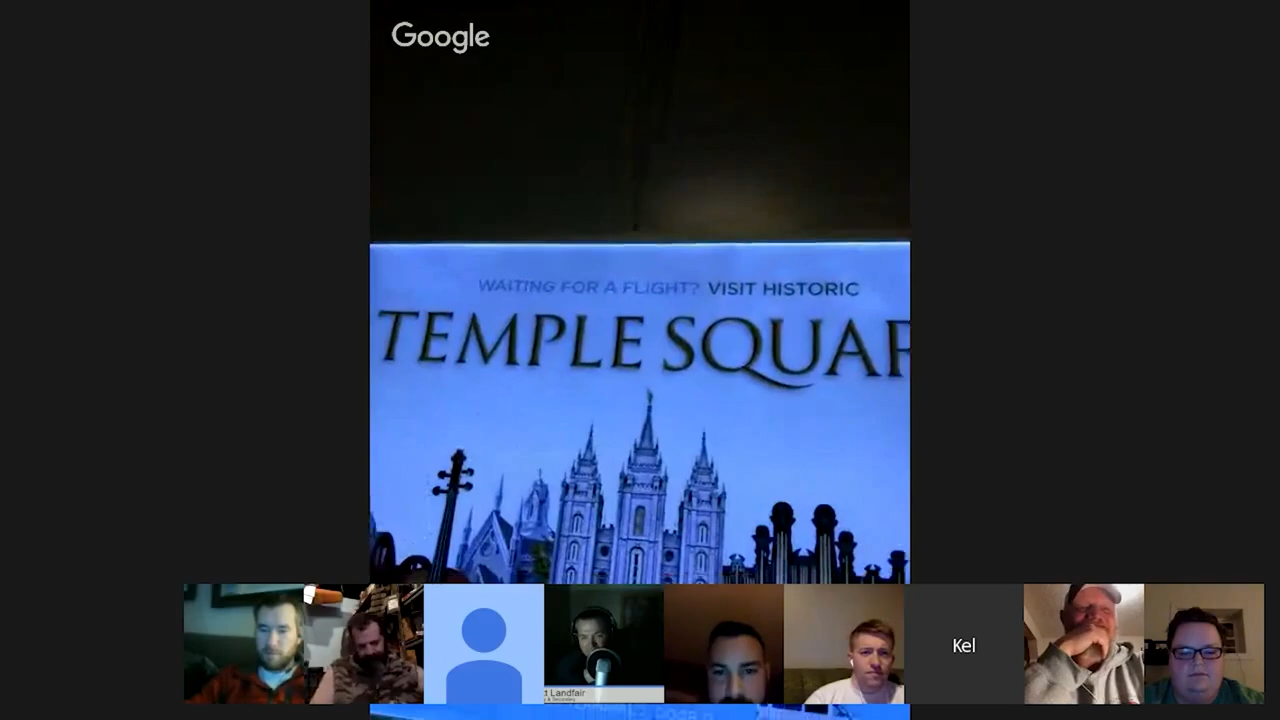 Google
WAITING FOR A FLIGHT? VISIT HISTORIC
TEMPLE SQUAR
Kel
t Landfair